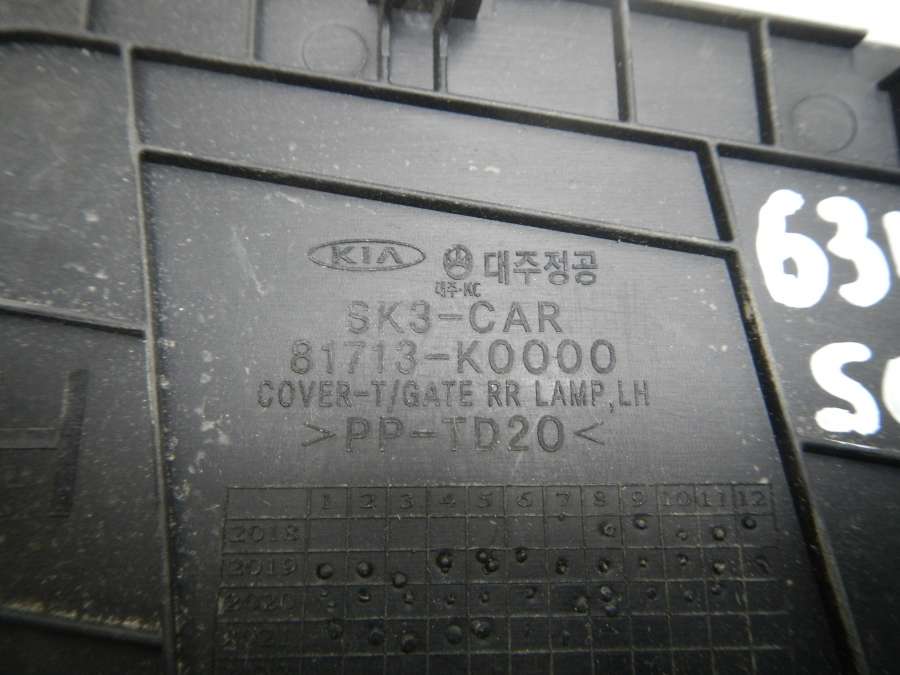 KIA 대주정공
대주-KC
SK3-CAR
81713-K0000
COVER-T/GATE RR LAMP,LH
>PP-TD20<
1 2 3 4 5 6 7 8 9 10 11 12
2018
2019
2020
63
S